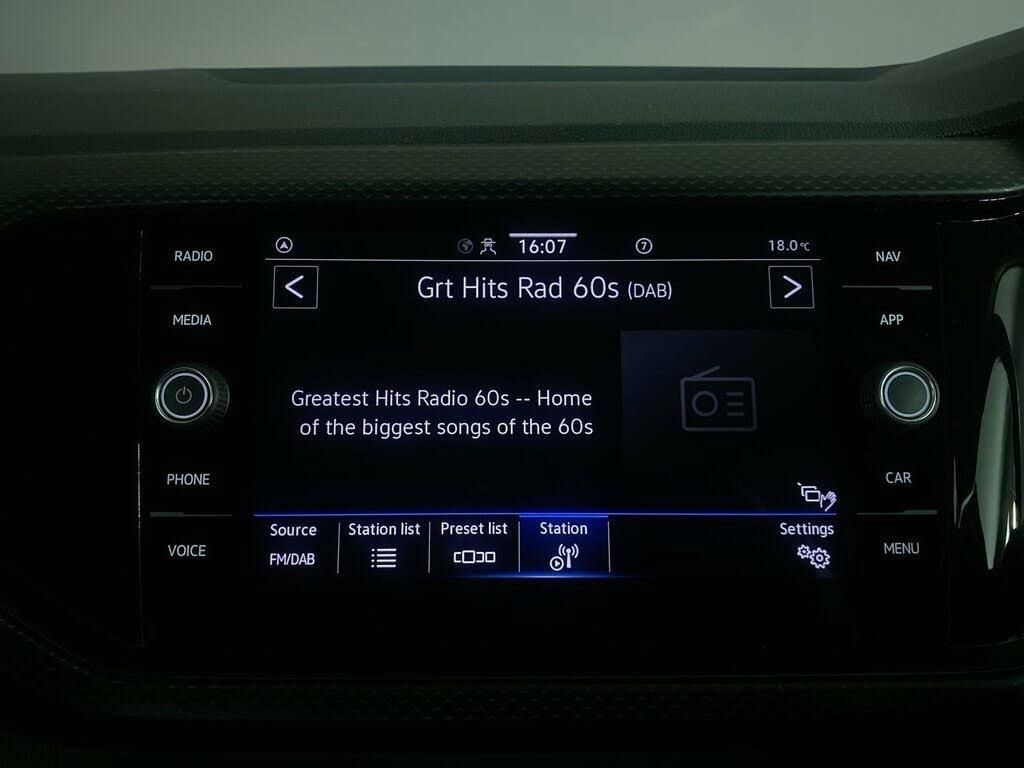 RADIO
MEDIA
PHONE
VOICE
16:07
7
18.0°C
<
Grt Hits Rad 60s (DAB)
>
Greatest Hits Radio 60s -- Home
of the biggest songs of the 60s
Source
FM/DAB
Station list
Preset list
Station
Settings
NAV
APP
CAR
MENU